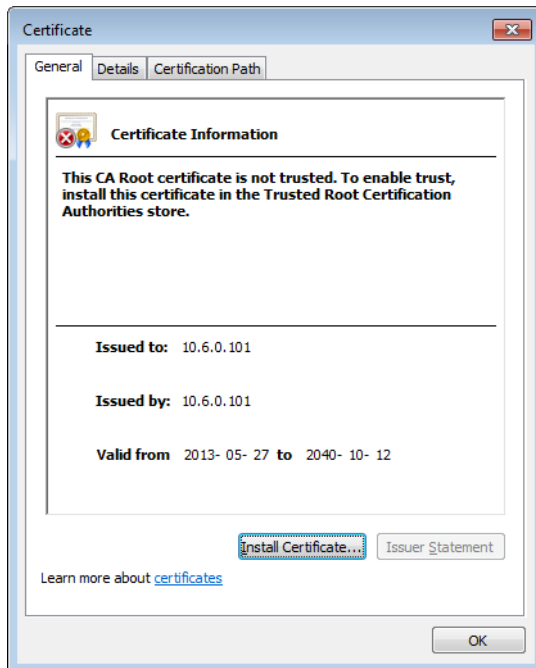 Certificate
General Details Certification Path
Certificate Information
This CA Root certificate is not trusted. To enable trust,
install this certificate in the Trusted Root Certification
Authorities store.
Issued to: 10.6.0.101
Issued by: 10.6.0.101
Valid from 2013- 05- 27 to 2040- 10- 12
Install Certificate... Issuer Statement
Learn more about certificates
OK